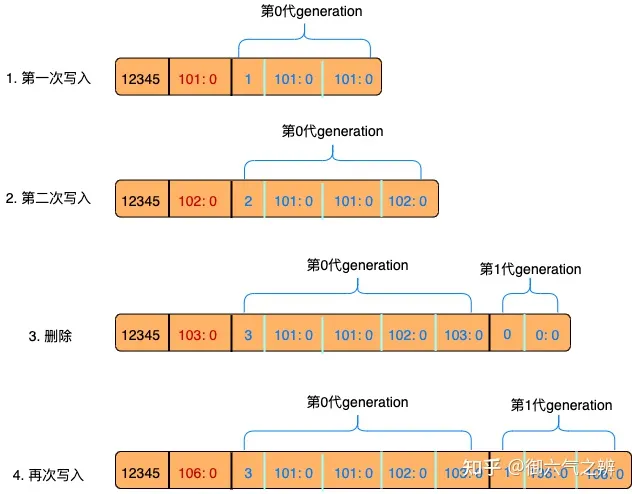 第0代generation
1. 第一次写入
12345 101: 0 1 101: 0 101: 0
第0代generation
2. 第二次写入
12345 102: 0 2 101: 0 101: 0 102: 0
第0代generation 第1代generation
3. 删除
12345 103: 0 3 101: 0 101: 0 102: 0 103: 0 0 0: 0
第0代generation 第1代generation
4. 再次写入
12345 106: 0 3 101: 0 101: 0 102: 0 103: 0 1 106: 0 106: 0
知乎 @御六气之辨